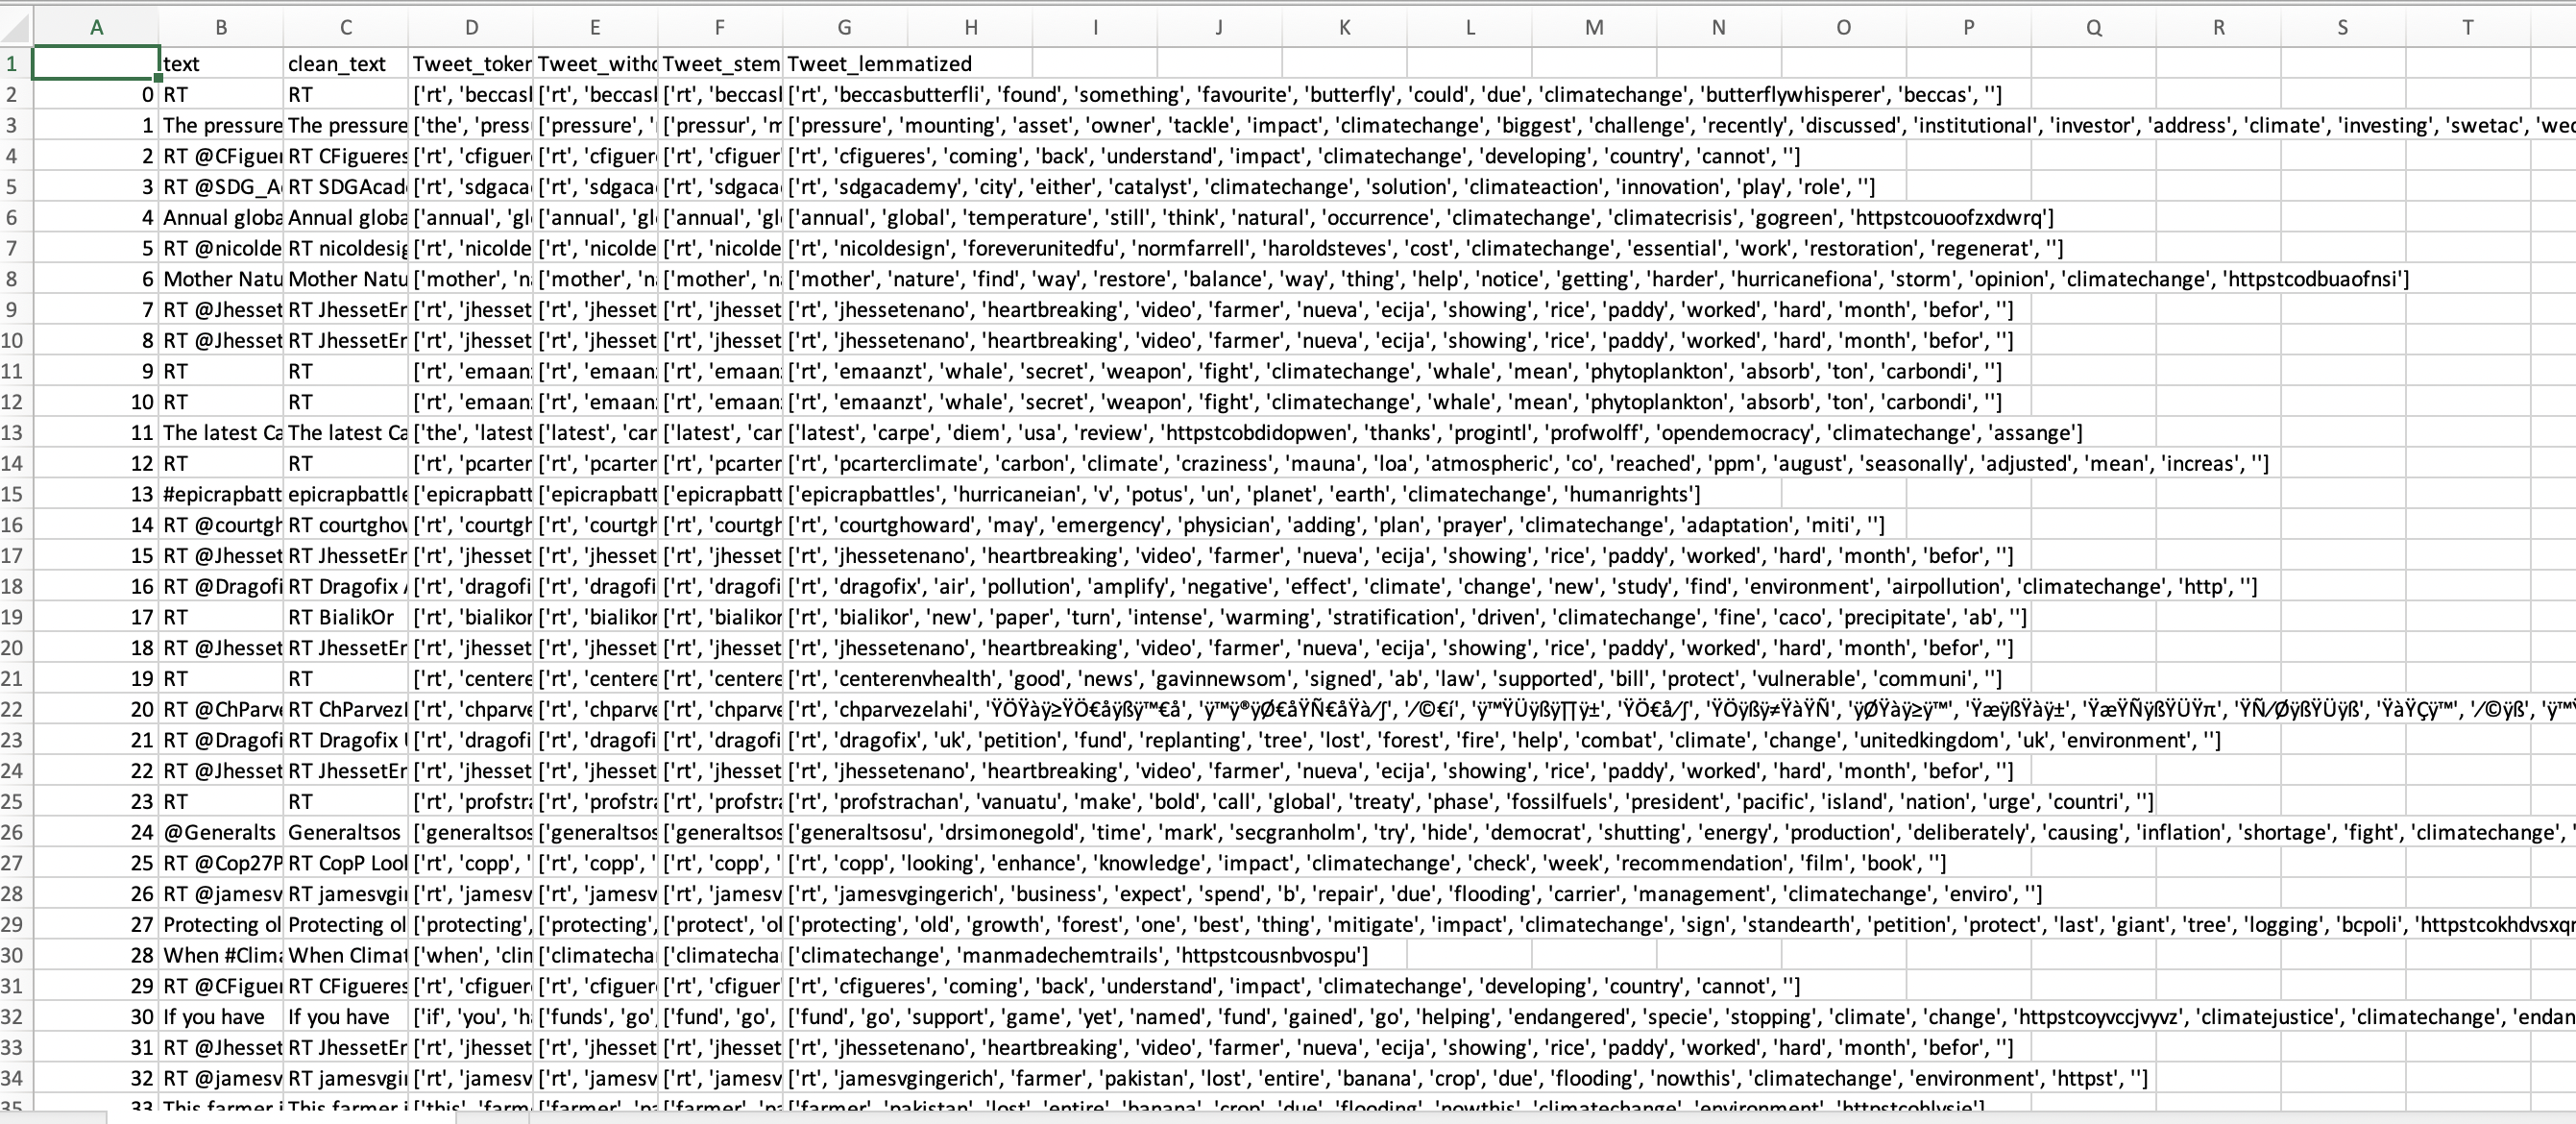 A B C D E F G H I J K L M N O P Q R S T
1 text clean_text Tweet_toker Tweet_witho Tweet_stem Tweet_lemmatized
2 0 RT RT ['rt', 'beccasl ['rt', 'beccasl ['rt', 'beccasl ['rt', 'beccasbutterfli', 'found', 'something', 'favourite', 'butterfly', 'could', 'due', 'climatechange', 'butterflywhisperer', 'beccas', '']
3 1 The pressure The pressure ['the', 'press ['pressure', ' ['pressur', 'm ['pressure', 'mounting', 'asset', 'owner', 'tackle', 'impact', 'climatechange', 'biggest', 'challenge', 'recently', 'discussed', 'institutional', 'investor', 'address', 'climate', 'investing', 'swetac', 'wec
4 2 RT @CFiguer RT CFigueres ['rt', 'cfiguer ['rt', 'cfiguer ['rt', 'cfiguer' ['rt', 'cfigueres', 'coming', 'back', 'understand', 'impact', 'climatechange', 'developing', 'country', 'cannot', '']
5 3 RT @SDG_A RT SDGAcad ['rt', 'sdgaca ['rt', 'sdgaca ['rt', 'sdgaca ['rt', 'sdgacademy', 'city', 'either', 'catalyst', 'climatechange', 'solution', 'climateaction', 'innovation', 'play', 'role', '']
6 4 Annual globa Annual globa ['annual', 'gl ['annual', 'gl ['annual', 'gl ['annual', 'global', 'temperature', 'still', 'think', 'natural', 'occurrence', 'climatechange', 'climatecrisis', 'gogreen', 'httpstcouoofzxdwrq']
7 5 RT @nicolde RT nicoldesig ['rt', 'nicolde ['rt', 'nicolde ['rt', 'nicolde ['rt', 'nicoldesign', 'foreverunitedfu', 'normfarrell', 'haroldsteves', 'cost', 'climatechange', 'essential', 'work', 'restoration', 'regenerat', '']
8 6 Mother Natu Mother Natu ['mother', 'n ['mother', 'n ['mother', 'n ['mother', 'nature', 'find', 'way', 'restore', 'balance', 'way', 'thing', 'help', 'notice', 'getting', 'harder', 'hurricanefiona', 'storm', 'opinion', 'climatechange', 'httpstcodbuaofnsi']
9 7 RT @Jhesset RT JhessetEr ['rt', 'jhesset ['rt', 'jhesset ['rt', 'jhesset ['rt', 'jhessetenano', 'heartbreaking', 'video', 'farmer', 'nueva', 'ecija', 'showing', 'rice', 'paddy', 'worked', 'hard', 'month', 'befor', '']
10 8 RT @Jhesset RT JhessetEr ['rt', 'jhesset ['rt', 'jhesset ['rt', 'jhesset ['rt', 'jhessetenano', 'heartbreaking', 'video', 'farmer', 'nueva', 'ecija', 'showing', 'rice', 'paddy', 'worked', 'hard', 'month', 'befor', '']
11 9 RT RT ['rt', 'emaan ['rt', 'emaan ['rt', 'emaan ['rt', 'emaanzt', 'whale', 'secret', 'weapon', 'fight', 'climatechange', 'whale', 'mean', 'phytoplankton', 'absorb', 'ton', 'carbondi', '']
12 10 RT RT ['rt', 'emaan ['rt', 'emaan ['rt', 'emaan ['rt', 'emaanzt', 'whale', 'secret', 'weapon', 'fight', 'climatechange', 'whale', 'mean', 'phytoplankton', 'absorb', 'ton', 'carbondi', '']
13 11 The latest Ca The latest Ca ['the', 'latest ['latest', 'car ['latest', 'car ['latest', 'carpe', 'diem', 'usa', 'review', 'httpstcobdidopwen', 'thanks', 'progintl', 'profwolff', 'opendemocracy', 'climatechange', 'assange']
14 12 RT RT ['rt', 'pcarter ['rt', 'pcarter ['rt', 'pcarter ['rt', 'pcarterclimate', 'carbon', 'climate', 'craziness', 'mauna', 'loa', 'atmospheric', 'co', 'reached', 'ppm', 'august', 'seasonally', 'adjusted', 'mean', 'increas', '']
15 13 #epicrapbatt epicrapbattle ['epicrapbatt ['epicrapbatt ['epicrapbatt ['epicrapbattles', 'hurricaneian', 'v', 'potus', 'un', 'planet', 'earth', 'climatechange', 'humanrights']
16 14 RT @courtgh RT courtghov ['rt', 'courtgh ['rt', 'courtgh ['rt', 'courtgh ['rt', 'courtghoward', 'may', 'emergency', 'physician', 'adding', 'plan', 'prayer', 'climatechange', 'adaptation', 'miti', '']
17 15 RT @Jhesset RT JhessetEr ['rt', 'jhesset ['rt', 'jhesset ['rt', 'jhesset ['rt', 'jhessetenano', 'heartbreaking', 'video', 'farmer', 'nueva', 'ecija', 'showing', 'rice', 'paddy', 'worked', 'hard', 'month', 'befor', '']
18 16 RT @Dragofi RT Dragofix ['rt', 'dragofi ['rt', 'dragofi ['rt', 'dragofi ['rt', 'dragofix', 'air', 'pollution', 'amplify', 'negative', 'effect', 'climate', 'change', 'new', 'study', 'find', 'environment', 'airpollution', 'climatechange', 'http', '']
19 17 RT RT BialikOr ['rt', 'bialikor ['rt', 'bialikor ['rt', 'bialikor ['rt', 'bialikor', 'new', 'paper', 'turn', 'intense', 'warming', 'stratification', 'driven', 'climatechange', 'fine', 'caco', 'precipitate', 'ab', '']
20 18 RT @Jhesset RT JhessetEr ['rt', 'jhesset ['rt', 'jhesset ['rt', 'jhesset ['rt', 'jhessetenano', 'heartbreaking', 'video', 'farmer', 'nueva', 'ecija', 'showing', 'rice', 'paddy', 'worked', 'hard', 'month', 'befor', '']
21 19 RT RT ['rt', 'centere ['rt', 'centere ['rt', 'centere ['rt', 'centerenvhealth', 'good', 'news', 'gavinnewsom', 'signed', 'ab', 'law', 'supported', 'bill', 'protect', 'vulnerable', 'communi', '']
22 20 RT @ChParve RT ChParvezI ['rt', 'chparve ['rt', 'chparve ['rt', 'chparve ['rt', 'chparvezelahi',
23 21 RT @Dragofi RT Dragofix ['rt', 'dragofi ['rt', 'dragofi ['rt', 'dragofi ['rt', 'dragofix', 'uk', 'petition', 'fund', 'replanting', 'tree', 'lost', 'forest', 'fire', 'help', 'combat', 'climate', 'change', 'unitedkingdom', 'uk', 'environment', '']
24 22 RT @Jhesset RT JhessetEr ['rt', 'jhesset ['rt', 'jhesset ['rt', 'jhesset ['rt', 'jhessetenano', 'heartbreaking', 'video', 'farmer', 'nueva', 'ecija', 'showing', 'rice', 'paddy', 'worked', 'hard', 'month', 'befor', '']
25 23 RT RT ['rt', 'profstra ['rt', 'profstra ['rt', 'profstra ['rt', 'profstrachan', 'vanuatu', 'make', 'bold', 'call', 'global', 'treaty', 'phase', 'fossilfuels', 'president', 'pacific', 'island', 'nation', 'urge', 'countri', '']
26 24 @Generalts Generaltsos ['generaltsos ['generaltsos ['generaltsos ['generaltsosu', 'drsimonegold', 'time', 'mark', 'secgranholm', 'try', 'hide', 'democrat', 'shutting', 'energy', 'production', 'deliberately', 'causing', 'inflation', 'shortage', 'fight', 'climatechange', '
27 25 RT @Cop27P RT CopP Lool ['rt', 'copp', ' ['rt', 'copp', ' ['rt', 'copp', ' ['rt', 'copp', 'looking', 'enhance', 'knowledge', 'impact', 'climatechange', 'check', 'week', 'recommendation', 'film', 'book', '']
28 26 RT @jamesv RT jamesvgii ['rt', 'jamesv ['rt', 'jamesv ['rt', 'jamesv ['rt', 'jamesvgingerich', 'business', 'expect', 'spend', 'b', 'repair', 'due', 'flooding', 'carrier', 'management', 'climatechange', 'enviro', '']
29 27 Protecting ol Protecting ol ['protecting', ['protecting', ['protect', 'ol ['protecting', 'old', 'growth', 'forest', 'one', 'best', 'thing', 'mitigate', 'impact', 'climatechange', 'sign', 'standearth', 'petition', 'protect', 'last', 'giant', 'tree', 'logging', 'bcpoli', 'httpstcokhdvsxqr
30 28 When #Clima When Climat ['when', 'clin ['climatecha ['climatecha ['climatechange', 'manmadechemtrails', 'httpstcousnbvospu']
31 29 RT @CFiguer RT CFigueres ['rt', 'cfiguer ['rt', 'cfiguer ['rt', 'cfiguer' ['rt', 'cfigueres', 'coming', 'back', 'understand', 'impact', 'climatechange', 'developing', 'country', 'cannot', '']
32 30 If you have If you have ['if', 'you', 'h ['funds', 'go', ['fund', 'go', ['fund', 'go', 'support', 'game', 'yet', 'named', 'fund', 'gained', 'go', 'helping', 'endangered', 'specie', 'stopping', 'climate', 'change', 'httpstcoyvccjvyvz', 'climatejustice', 'climatechange', 'endan
33 31 RT @Jhesset RT JhessetEr ['rt', 'jhesset ['rt', 'jhesset ['rt', 'jhesset ['rt', 'jhessetenano', 'heartbreaking', 'video', 'farmer', 'nueva', 'ecija', 'showing', 'rice', 'paddy', 'worked', 'hard', 'month', 'befor', '']
34 32 RT @jamesv RT jamesvgii ['rt', 'jamesv ['rt', 'jamesv ['rt', 'jamesv ['rt', 'jamesvgingerich', 'farmer', 'pakistan', 'lost', 'entire', 'banana', 'crop', 'due', 'flooding', 'nowthis', 'climatechange', 'environment', 'httpst', '']
35 33 This farmer i This farmer i ['this', 'farm ['farmer', 'pa ['farmer', 'pa ['farmer', 'pakistan', 'lost', 'entire', 'banana', 'crop', 'due', 'flooding', 'nowthis', 'climatechange', 'environment', 'httpstcohlysie']